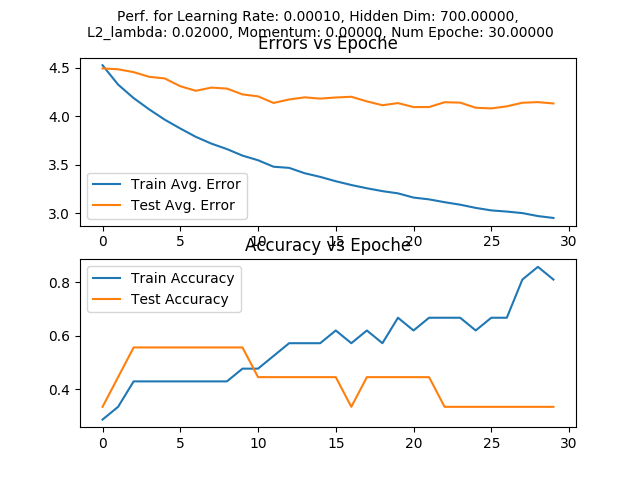 Perf. for Learning Rate: 0.00010, Hidden Dim: 700.00000,
L2_lambda: 0.02000, Momentum: 0.00000, Num Epoche: 30.00000
Errors vs Epoche
4.5
4.0
3.5
3.0
Train Avg. Error
Test Avg. Error
0 5 10 15 20 25 30
Accuracy vs Epoche
0.8
0.6
0.4
Train Accuracy
Test Accuracy
0 5 10 15 20 25 30